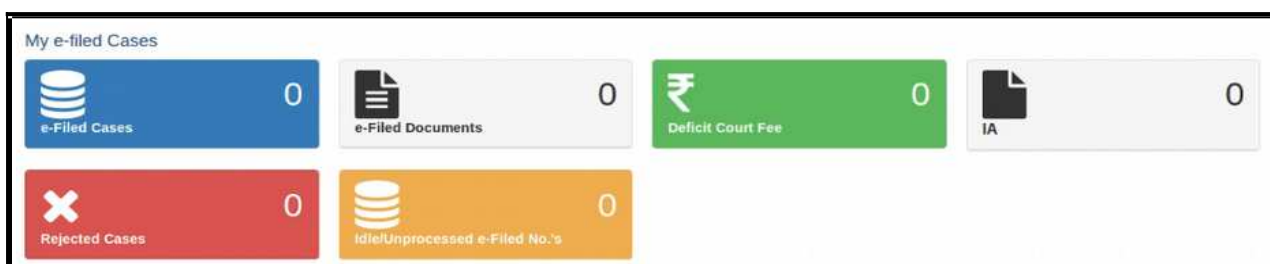 My e-filed Cases
0
e-Filed Cases
0
e-Filed Documents
₹
0
Deficit Court Fee
0
IA
0
Rejected Cases
0
Idle/Unprocessed e-Filed No.'s